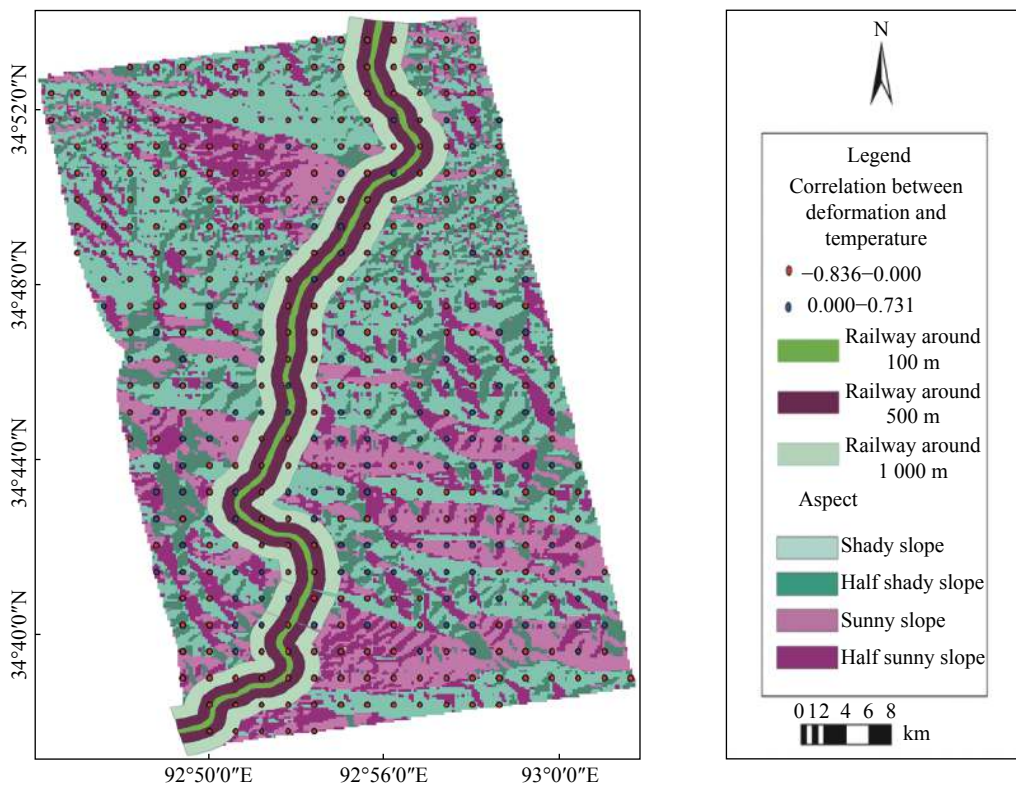 34°52′0″N
34°48′0″N
34°44′0″N
34°40′0″N
92°50′0″E
92°56′0″E
93°0′0″E
N
Legend
Correlation between
deformation and
temperature
−0.836−0.000
0.000−0.731
Railway around
100 m
Railway around
500 m
Railway around
1 000 m
Aspect
Shady slope
Half shady slope
Sunny slope
Half sunny slope
0 1 2 4 6 8
km